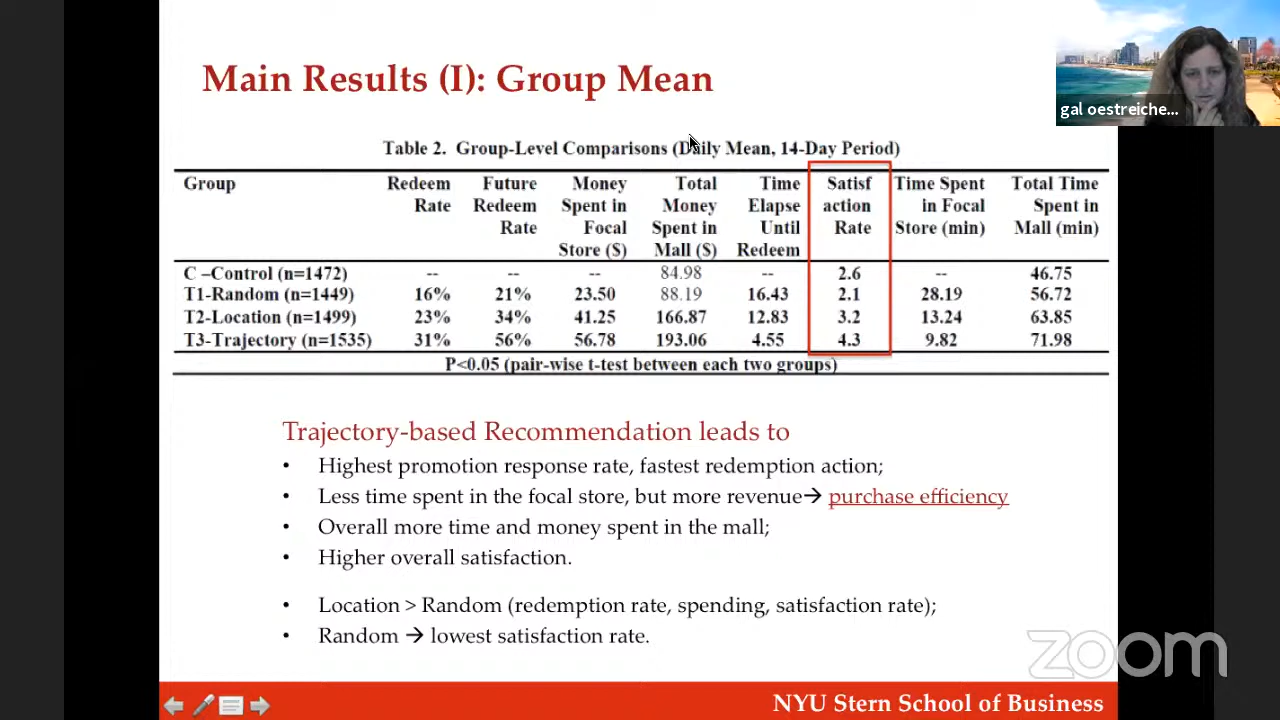 Main Results (I): Group Mean
gal oestreiche...
Table 2. Group-Level Comparisons (Daily Mean, 14-Day Period)
Group Redeem Rate Future Redeem Rate Money Spent in Focal Store ($) Total Money Spent in Mall ($) Time Elapse Until Redeem Satisf action Rate Time Spent in Focal Store (min) Total Time Spent in Mall (min)
C –Control (n=1472) -- -- -- 84.98 -- 2.6 -- 46.75
T1-Random (n=1449) 16% 21% 23.50 88.19 16.43 2.1 28.19 56.72
T2-Location (n=1499) 23% 34% 41.25 166.87 12.83 3.2 13.24 63.85
T3-Trajectory (n=1535) 31% 56% 56.78 193.06 4.55 4.3 9.82 71.98
P<0.05 (pair-wise t-test between each two groups)
Trajectory-based Recommendation leads to
• Highest promotion response rate, fastest redemption action;
• Less time spent in the focal store, but more revenue→ purchase efficiency
• Overall more time and money spent in the mall;
• Higher overall satisfaction.
• Location > Random (redemption rate, spending, satisfaction rate);
• Random → lowest satisfaction rate.
zoom
NYU Stern School of Business